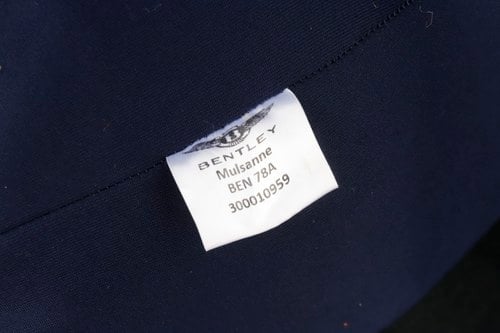 B
BENTLEY
Mulsanne
BEN 78A
300010959